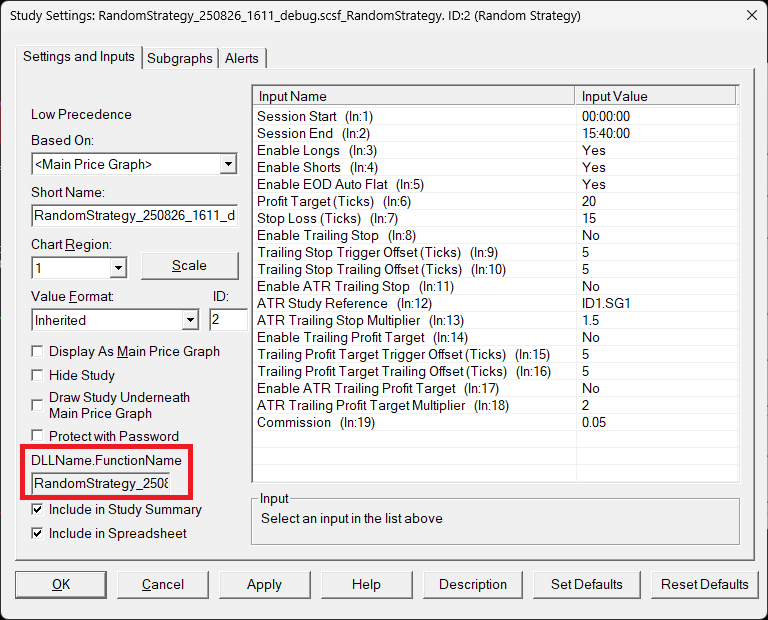 Study Settings: RandomStrategy_250826_1611_debug.scsf_RandomStrategy. ID:2 (Random Strategy)
Settings and Inputs
Subgraphs
Alerts
Low Precedence
Based On:
<Main Price Graph>
Short Name:
RandomStrategy_250826_1611_d
Chart Region:
1
Scale
Value Format:
ID:
Inherited
2
Display As Main Price Graph
Hide Study
Draw Study Underneath
Main Price Graph
Protect with Password
DLLName.FunctionName
RandomStrategy_2508
Include in Study Summary
Include in Spreadsheet
Input Name Input Value
Session Start (In:1) 00:00:00
Session End (In:2) 15:40:00
Enable Longs (In:3) Yes
Enable Shorts (In:4) Yes
Enable EOD Auto Flat (In:5) Yes
Profit Target (Ticks) (In:6) 20
Stop Loss (Ticks) (In:7) 15
Enable Trailing Stop (In:8) No
Trailing Stop Trigger Offset (Ticks) (In:9) 5
Trailing Stop Trailing Offset (Ticks) (In:10) 5
Enable ATR Trailing Stop (In:11) No
ATR Study Reference (In:12) ID1.SG1
ATR Trailing Stop Multiplier (In:13) 1.5
Enable Trailing Profit Target (In:14) No
Trailing Profit Target Trigger Offset (Ticks) (In:15) 5
Trailing Profit Target Trailing Offset (Ticks) (In:16) 5
Enable ATR Trailing Profit Target (In:17) No
ATR Trailing Profit Target Multiplier (In:18) 2
Commission (In:19) 0.05
Input
Select an input in the list above
OK
Cancel
Apply
Help
Description
Set Defaults
Reset Defaults